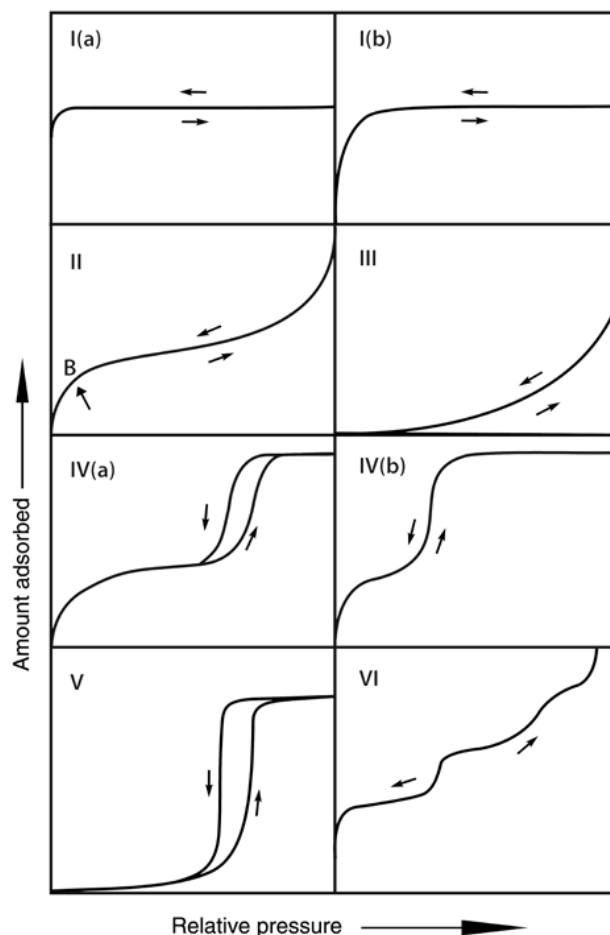 I(a)
I(b)
II
III
B
IV(a)
IV(b)
V
VI
Amount adsorbed
Relative pressure